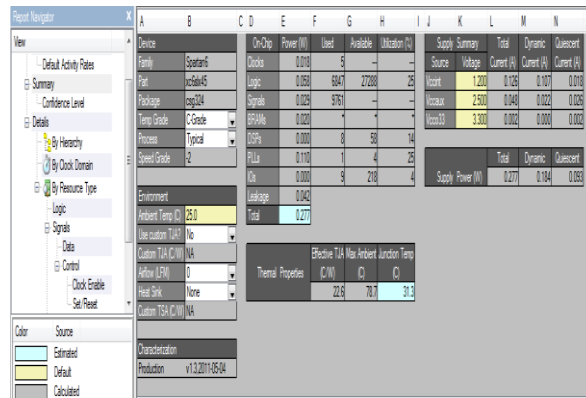 Report Navigator X
View
Default Activity Rates
Summary
Confidence Level
Details
By Hierarchy
By Clock Domain
By Resource Type
Logic
Signals
Data
Control
Clock Enable
Set/Reset
Color Source
Estimated
Default
Calculated
A B C D E F G H I J K L M N
Device
Family Spartan6
Part xc6slx45
Package csg324
Temp Grade C-Grade
Process Typical
Speed Grade -2
Environment
Ambient Temp (C) 25.0
Use custom TJA? No
Custom TJA (C/W) NA
Airflow (LFM) 0
Heat Sink None
Custom TSA (C/W) NA
Characterization
Production v1.3,2011-05-04
On-Chip Power (W) Used Available Utilization (%)
Clocks 0.018 5 -- --
Logic 0.058 6847 27288 25
Signals 0.029 9761 -- --
BRAMs 0.020 * * *
DSPs 0.000 8 58 14
PLLs 0.110 1 4 25
IOs 0.000 9 218 4
Leakage 0.042
Total 0.277
Effective TJA Max Ambient Junction Temp
Thermal Properties (C/W) (C) (C)
22.6 78.7 31.3
Supply Summary Total Dynamic Quiescent
Source Voltage Current (A) Current (A) Current (A)
Vccint 1.200 0.126 0.107 0.018
Vccaux 2.500 0.048 0.022 0.026
Vcco33 3.300 0.002 0.000 0.002
Total Dynamic Quiescent
Supply Power (W) 0.277 0.184 0.093